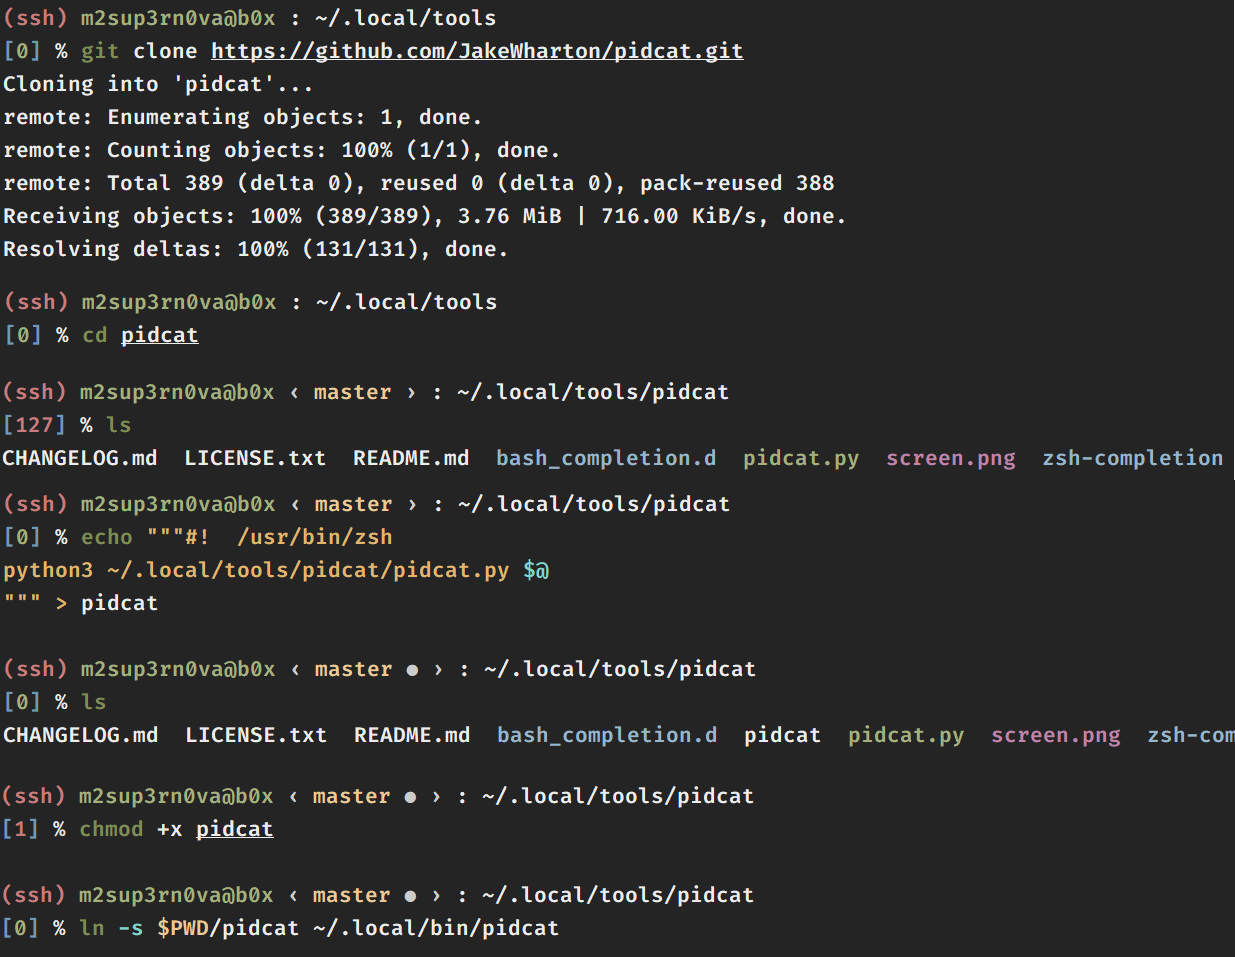 (ssh) m2sup3rn0va@b0x : ~/.local/tools
[0] % git clone https://github.com/JakeWharton/pidcat.git
Cloning into 'pidcat'...
remote: Enumerating objects: 1, done.
remote: Counting objects: 100% (1/1), done.
remote: Total 389 (delta 0), reused 0 (delta 0), pack-reused 388
Receiving objects: 100% (389/389), 3.76 MiB | 716.00 KiB/s, done.
Resolving deltas: 100% (131/131), done.
(ssh) m2sup3rn0va@b0x : ~/.local/tools
[0] % cd pidcat
(ssh) m2sup3rn0va@b0x ‹ master › : ~/.local/tools/pidcat
[127] % ls
CHANGELOG.md  LICENSE.txt  README.md  bash_completion.d  pidcat.py  screen.png  zsh-completion
(ssh) m2sup3rn0va@b0x ‹ master › : ~/.local/tools/pidcat
[0] % echo """#!  /usr/bin/zsh
python3 ~/.local/tools/pidcat/pidcat.py $@
""" > pidcat
(ssh) m2sup3rn0va@b0x ‹ master ● › : ~/.local/tools/pidcat
[0] % ls
CHANGELOG.md  LICENSE.txt  README.md  bash_completion.d  pidcat  pidcat.py  screen.png  zsh-com
(ssh) m2sup3rn0va@b0x ‹ master ● › : ~/.local/tools/pidcat
[1] % chmod +x pidcat
(ssh) m2sup3rn0va@b0x ‹ master ● › : ~/.local/tools/pidcat
[0] % ln -s $PWD/pidcat ~/.local/bin/pidcat